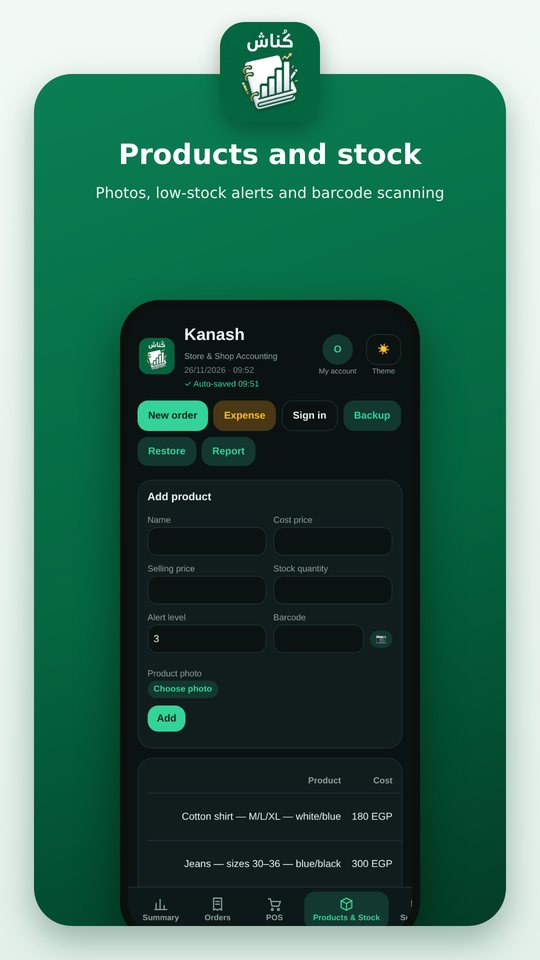 كُناش
Products and stock
Photos, low-stock alerts and barcode scanning
كُناش
Kanash
Store & Shop Accounting
26/11/2026 · 09:52
✓ Auto-saved 09:51
O
My account
Theme
New order
Expense
Sign in
Backup
Restore
Report
Add product
Name
Cost price
Selling price
Stock quantity
Alert level
Barcode
3
Product photo
Choose photo
Add
Product
Cost
Cotton shirt — M/L/XL — white/blue
180 EGP
Jeans — sizes 30–36 — blue/black
300 EGP
Summary
Orders
POS
Products & Stock